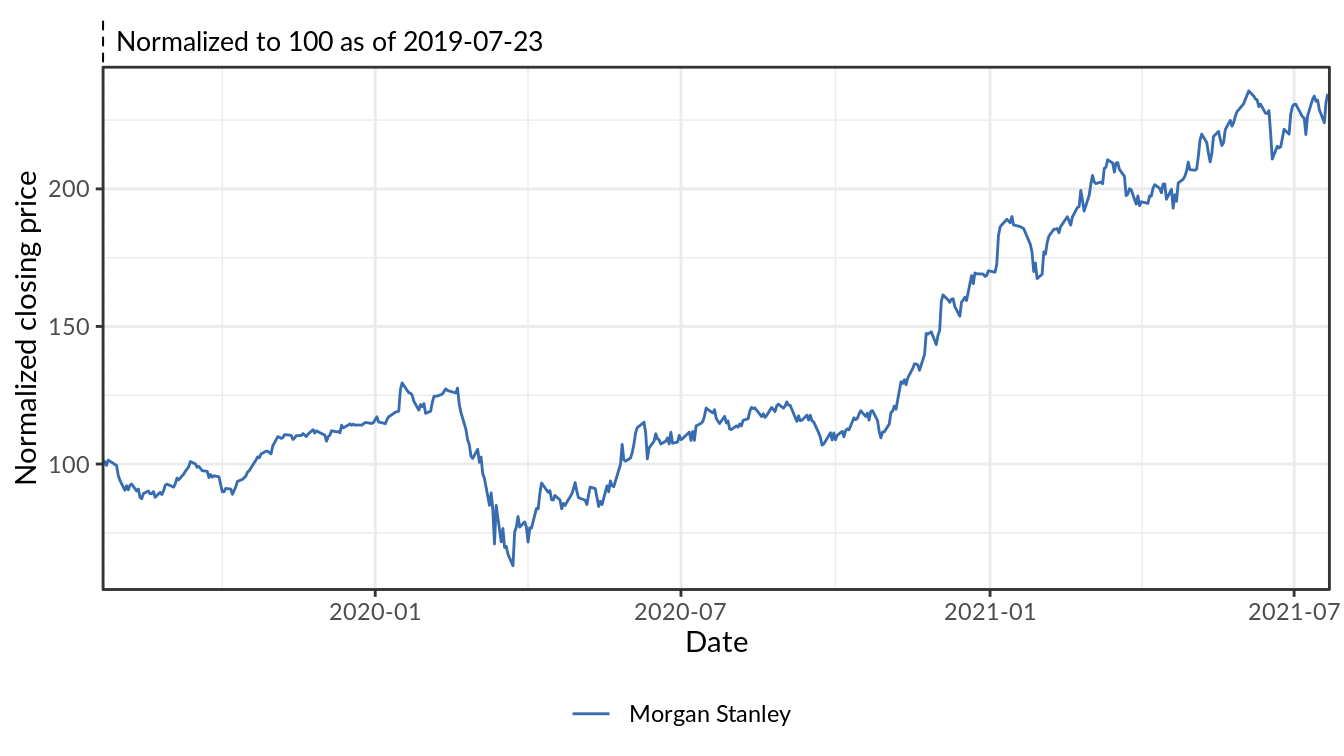 Normalized to 100 as of 2019-07-23
Normalized closing price
200
150
100
2020-01
2020-07
2021-01
2021-07
Date
Morgan Stanley